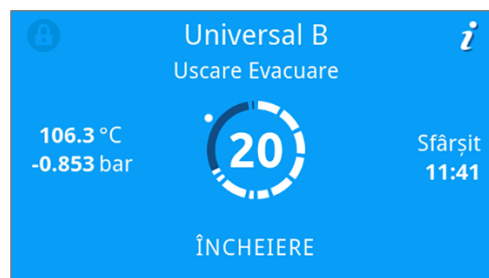 Universal B
i
Uscare Evacuare
106.3 °C
-0.853 bar
20
Sfârșit
11:41
ÎNCHEIERE